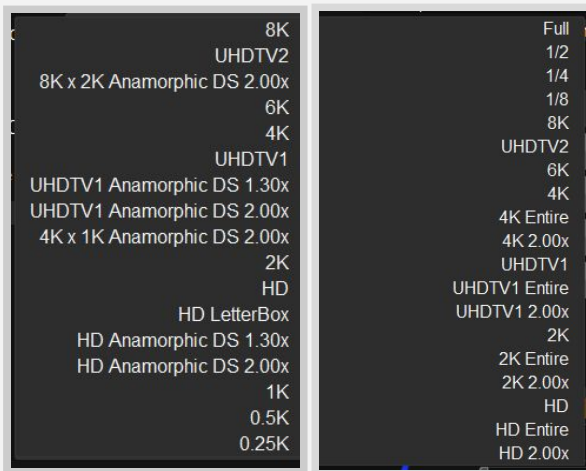 8K
UHDTV2
8K x 2K Anamorphic DS 2.00x
6K
4K
UHDTV1
UHDTV1 Anamorphic DS 1.30x
UHDTV1 Anamorphic DS 2.00x
4K x 1K Anamorphic DS 2.00x
2K
HD
HD LetterBox
HD Anamorphic DS 1.30x
HD Anamorphic DS 2.00x
1K
0.5K
0.25K
Full
1/2
1/4
1/8
8K
UHDTV2
6K
4K
4K Entire
4K 2.00x
UHDTV1
UHDTV1 Entire
UHDTV1 2.00x
2K
2K Entire
2K 2.00x
HD
HD Entire
HD 2.00x